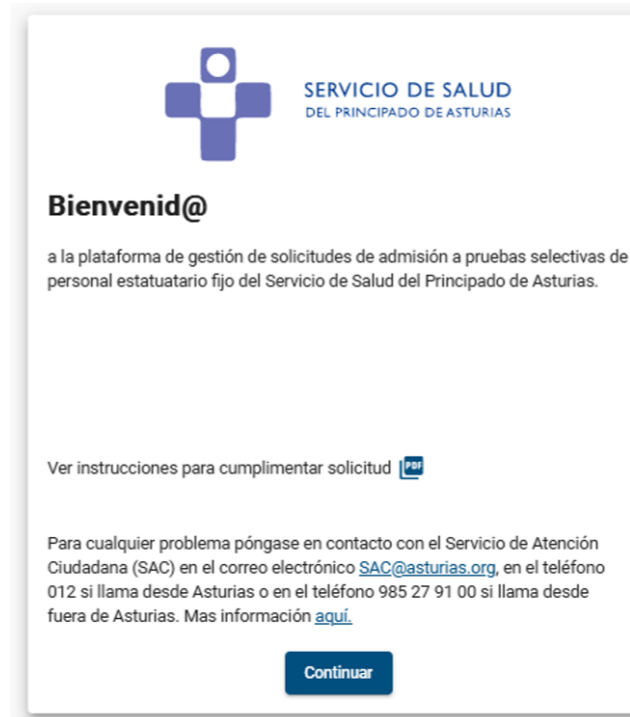 SERVICIO DE SALUD
DEL PRINCIPADO DE ASTURIAS
Bienvenid@
a la plataforma de gestión de solicitudes de admisión a pruebas selectivas de
personal estatuatario fijo del Servicio de Salud del Principado de Asturias.
Ver instrucciones para cumplimentar solicitud PDF
Para cualquier problema póngase en contacto con el Servicio de Atención
Ciudadana (SAC) en el correo electrónico SAC@asturias.org, en el teléfono
012 si llama desde Asturias o en el teléfono 985 27 91 00 si llama desde
fuera de Asturias. Mas información aquí.
Continuar